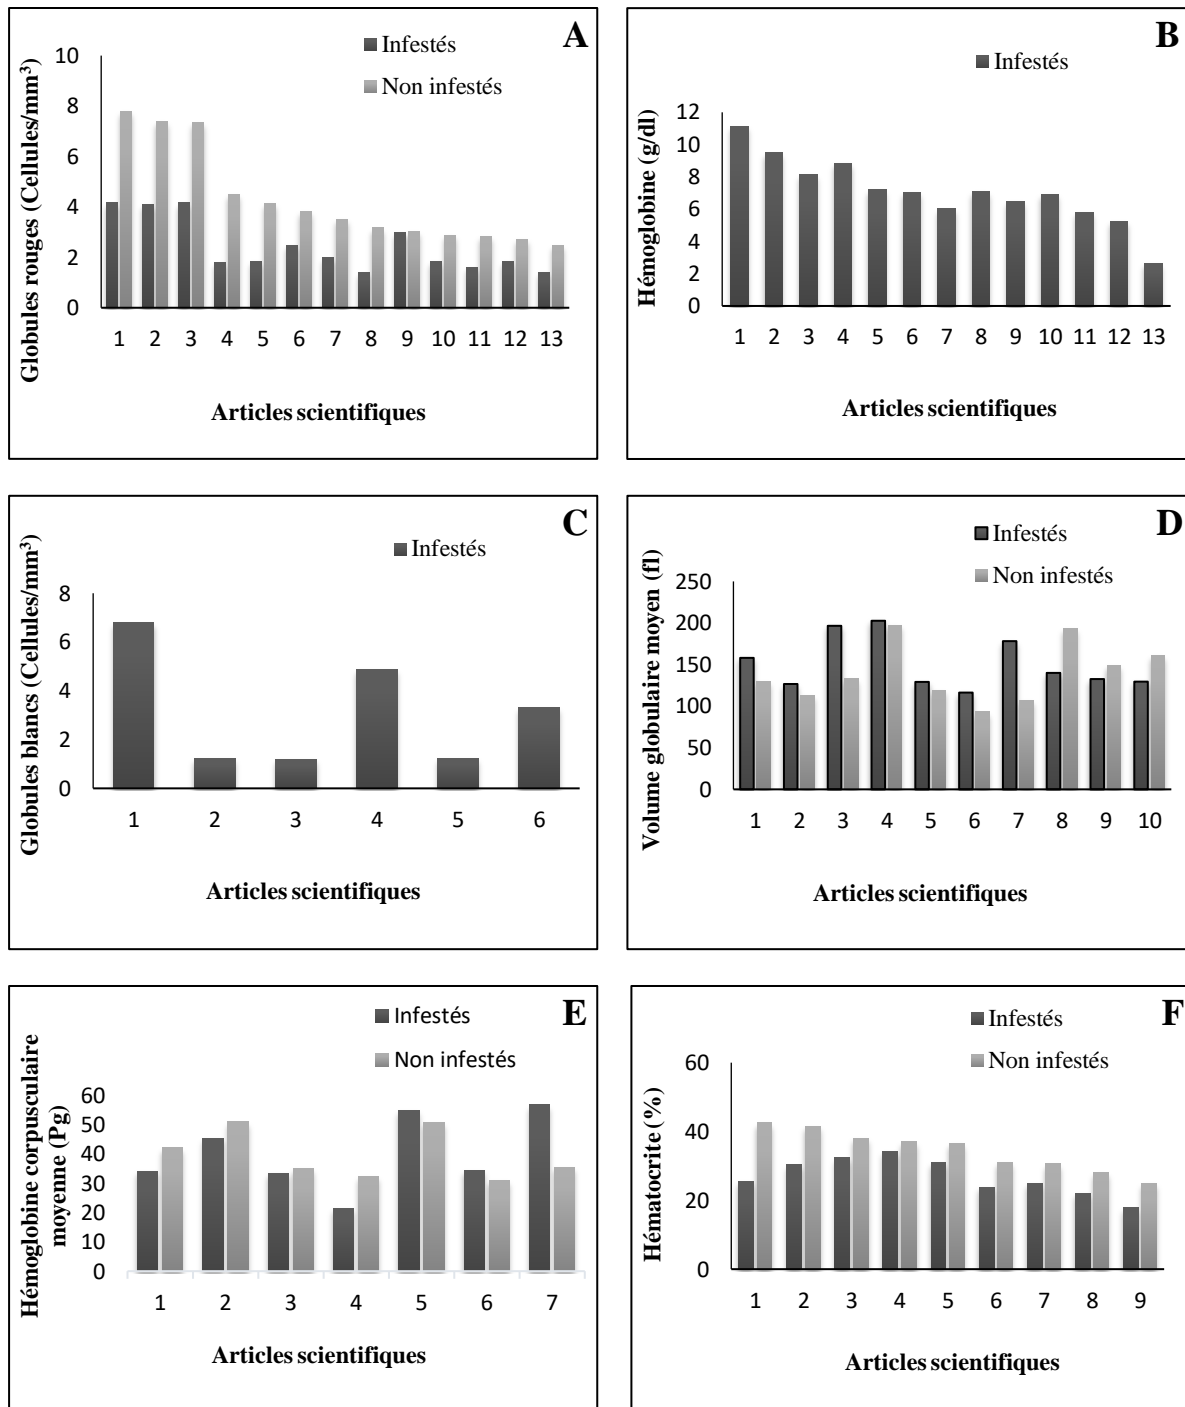 A
Infestés
Non infestés
Globules rouges (Cellules/mm³)
10
8
6
4
2
0
1 2 3 4 5 6 7 8 9 10 11 12 13
Articles scientifiques
B
Infestés
Hémoglobine (g/dl)
12
10
8
6
4
2
0
1 2 3 4 5 6 7 8 9 10 11 12 13
Articles scientifiques
C
Infestés
Globules blancs (Cellules/mm³)
8
6
4
2
0
1 2 3 4 5 6
Articles scientifiques
D
Infestés
Non infestés
Volume globulaire moyen (fl)
250
200
150
100
50
0
1 2 3 4 5 6 7 8 9 10
Articles scientifiques
E
Infestés
Non infestés
Hémoglobine corpusculaire
moyenne (Pg)
60
50
40
30
20
10
0
1 2 3 4 5 6 7
Articles scientifiques
F
Infestés
Non infestés
Hématocrite (%)
60
40
20
0
1 2 3 4 5 6 7 8 9
Articles scientifiques